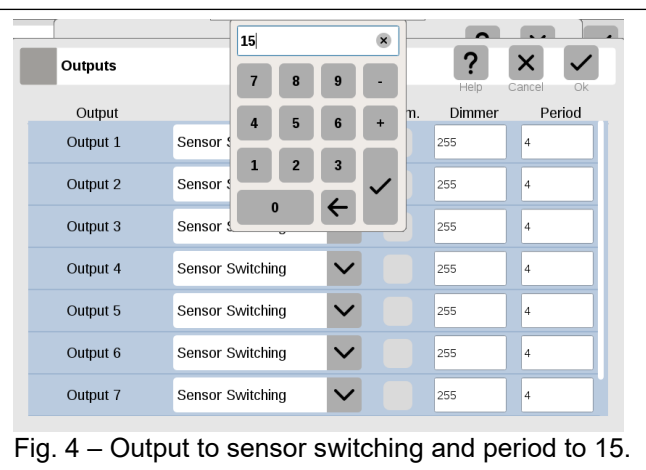 15
Outputs
7 8 9 -
Help Cancel Ok
Output m. Dimmer Period
4 5 6 +
Output 1 Sensor S 255 4
1 2 3
Output 2 Sensor S 255 4
0
Output 3 Sensor S 255 4
Output 4 Sensor Switching 255 4
Output 5 Sensor Switching 255 4
Output 6 Sensor Switching 255 4
Output 7 Sensor Switching 255 4
Fig. 4 – Output to sensor switching and period to 15.